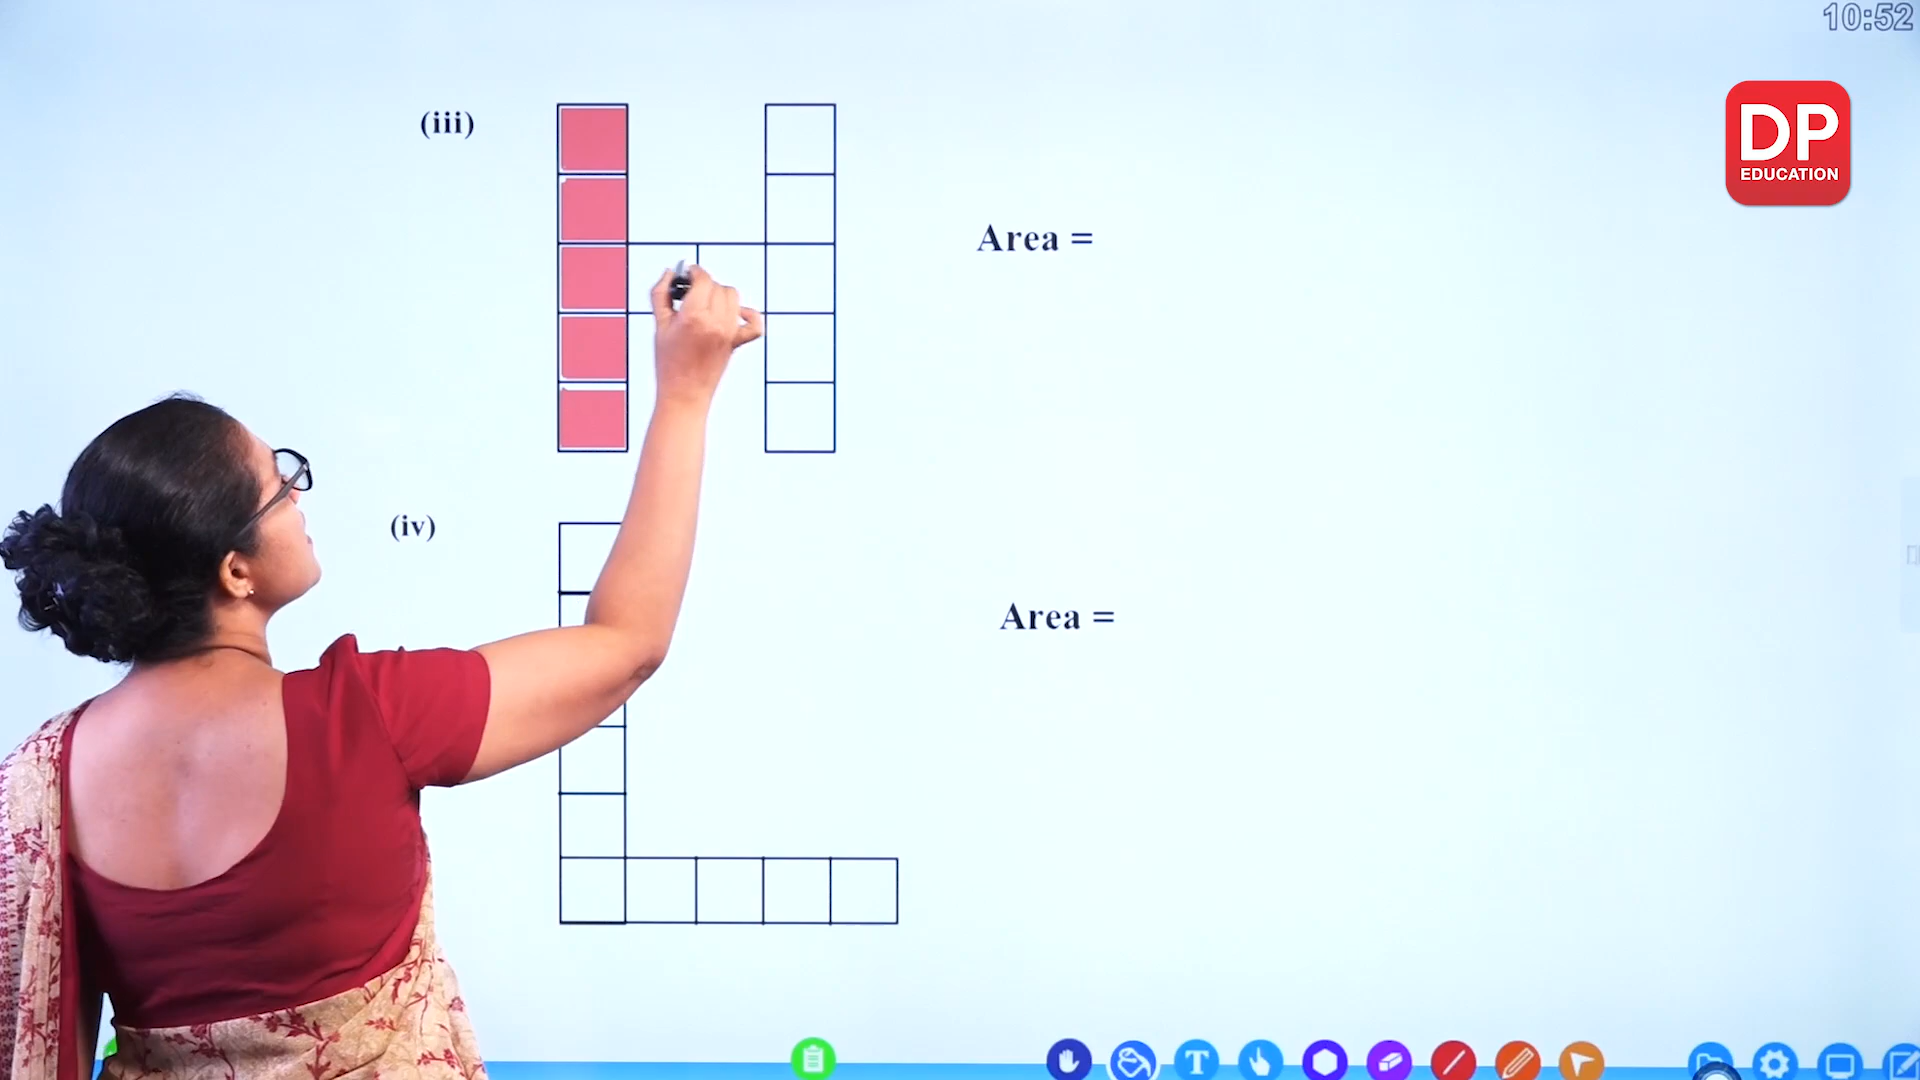 10:52
DP
EDUCATION
(iii)
Area =
(iv)
Area =
T